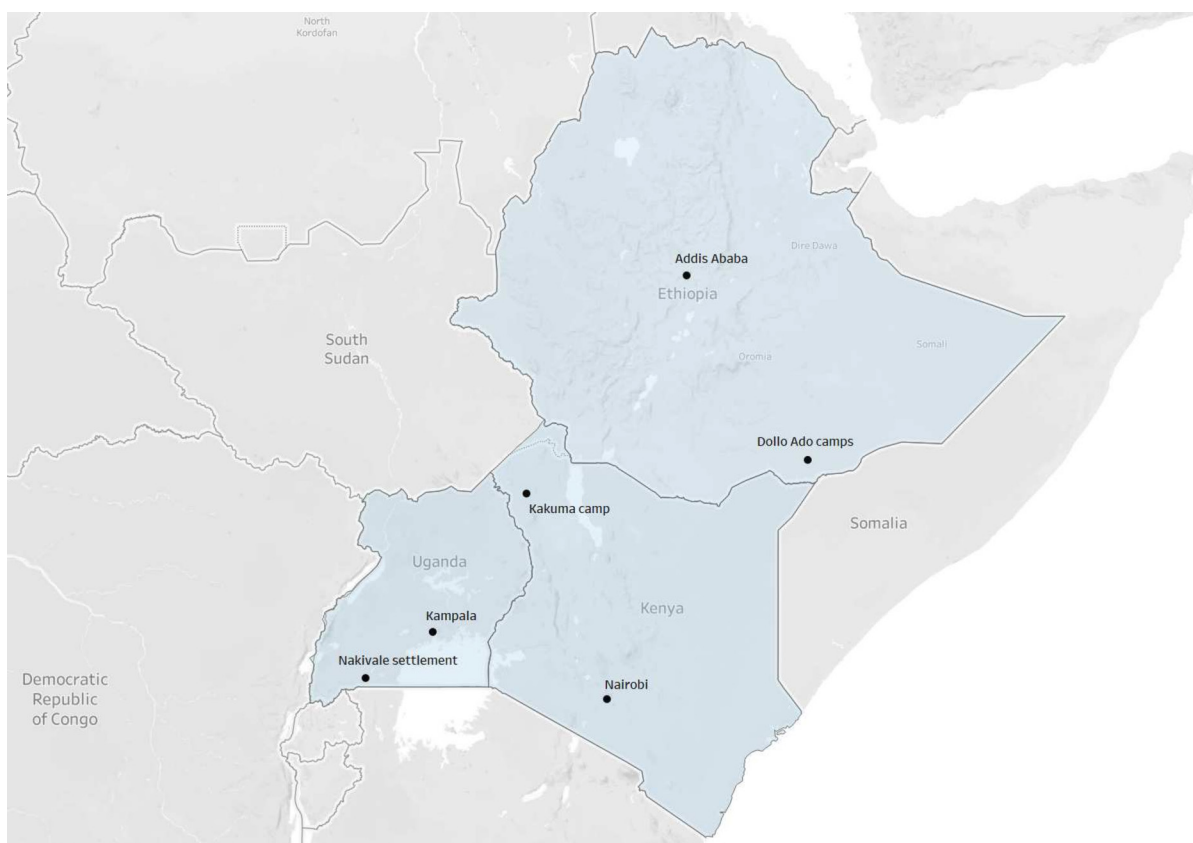 North
Kordofan
Addis Ababa
Dire Dawa
Ethiopia
South
Sudan
Oromia
Somali
Dollo Ado camps
Kakuma camp
Somalia
Uganda
Kenya
Kampala
Nakivale settlement
Democratic
Republic
of Congo
Nairobi